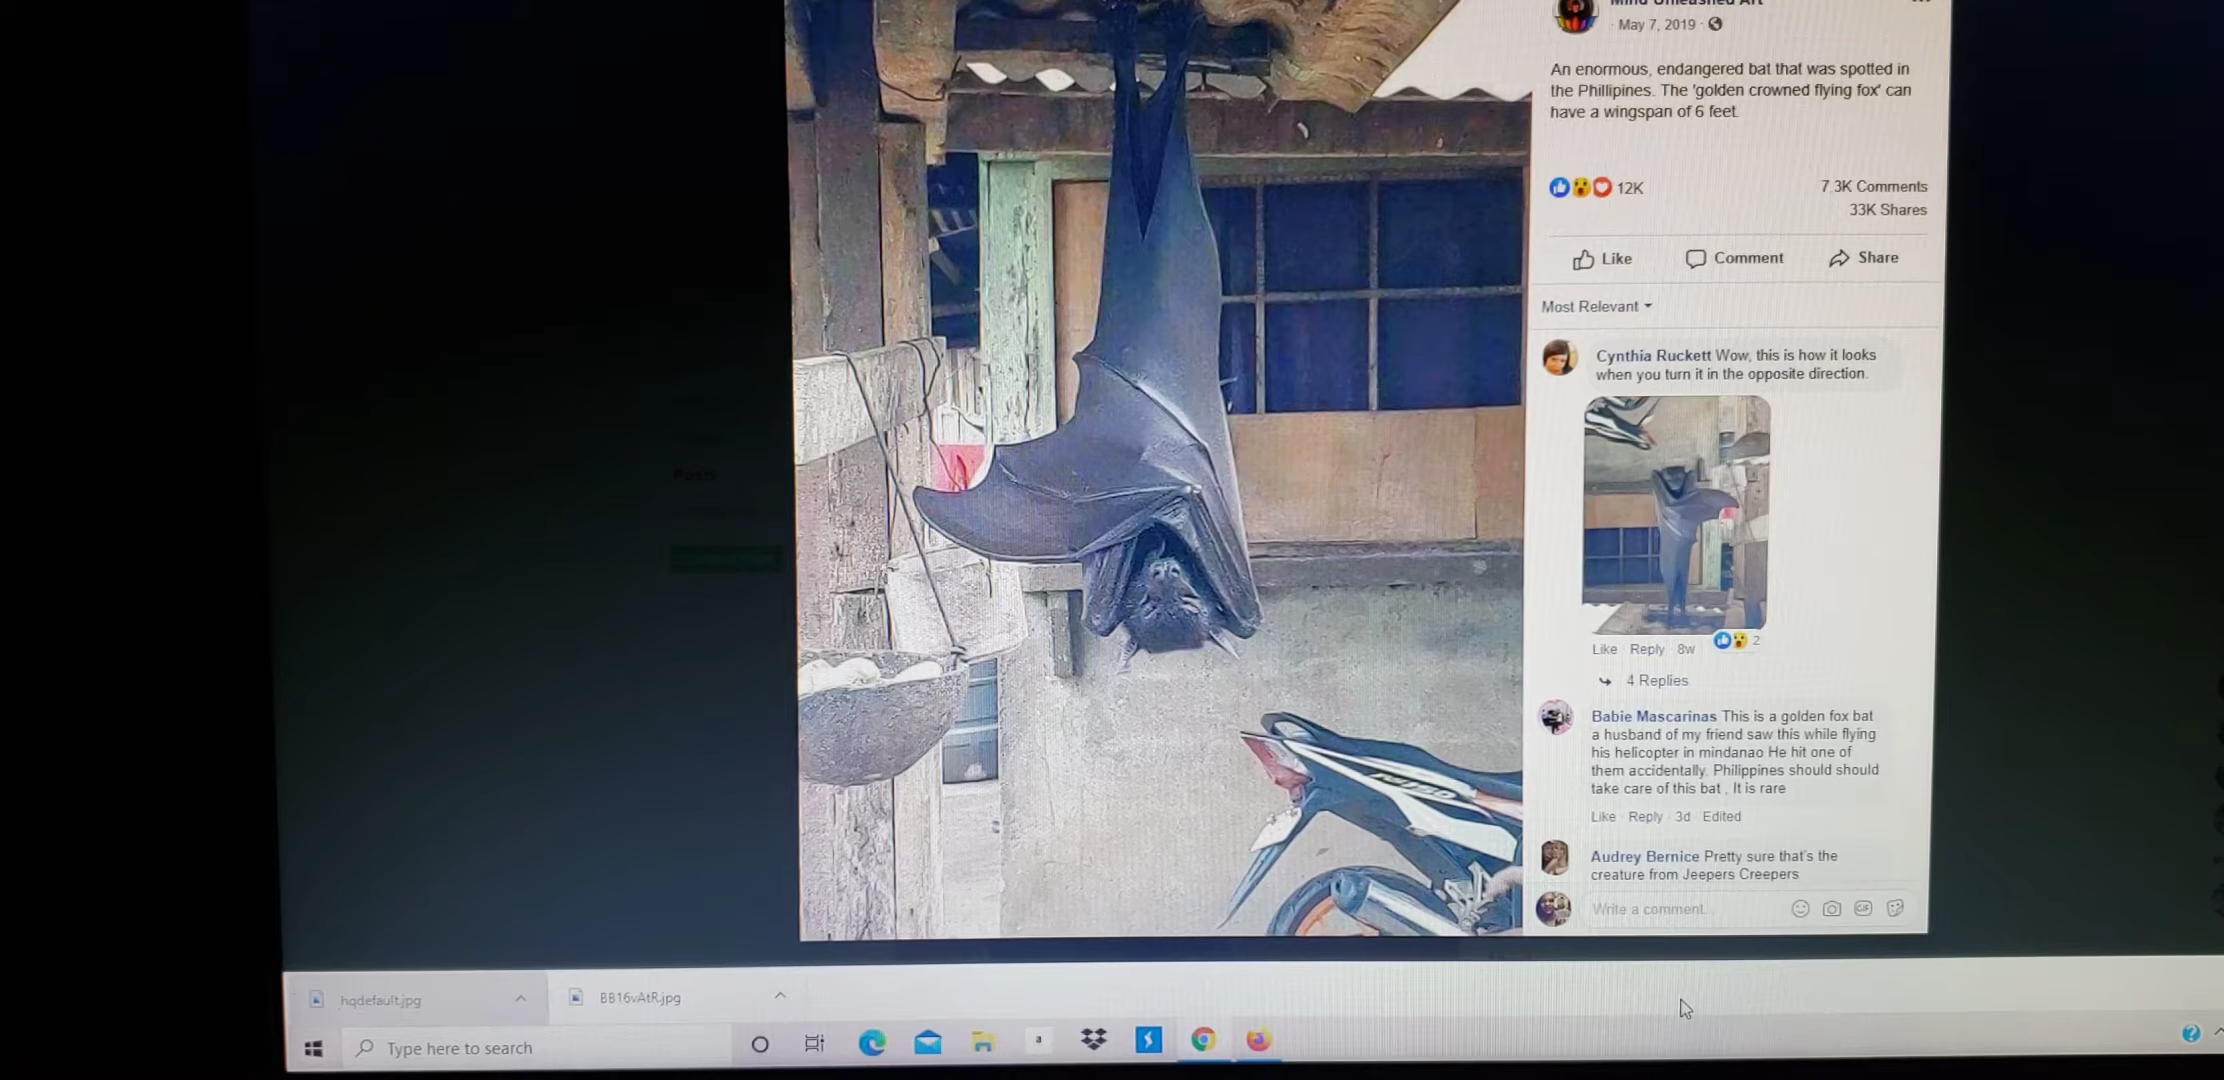 May 7, 2019
An enormous, endangered bat that was spotted in
the Phillipines. The 'golden crowned flying fox' can
have a wingspan of 6 feet.
12K
7.3K Comments
33K Shares
Like Comment Share
Most Relevant
Cynthia Ruckett Wow, this is how it looks
when you turn it in the opposite direction.
Like Reply 8w 2
4 Replies
Babie Mascarinas This is a golden fox bat
a husband of my friend saw this while flying
his helicopter in mindanao He hit one of
them accidentally. Philippines should should
take care of this bat , It is rare
Like Reply 3d Edited
Audrey Bernice Pretty sure that's the
creature from Jeepers Creepers
Write a comment...
GIF
Posts
hqdefault.jpg
BB16vAtR.jpg
Type here to search
a